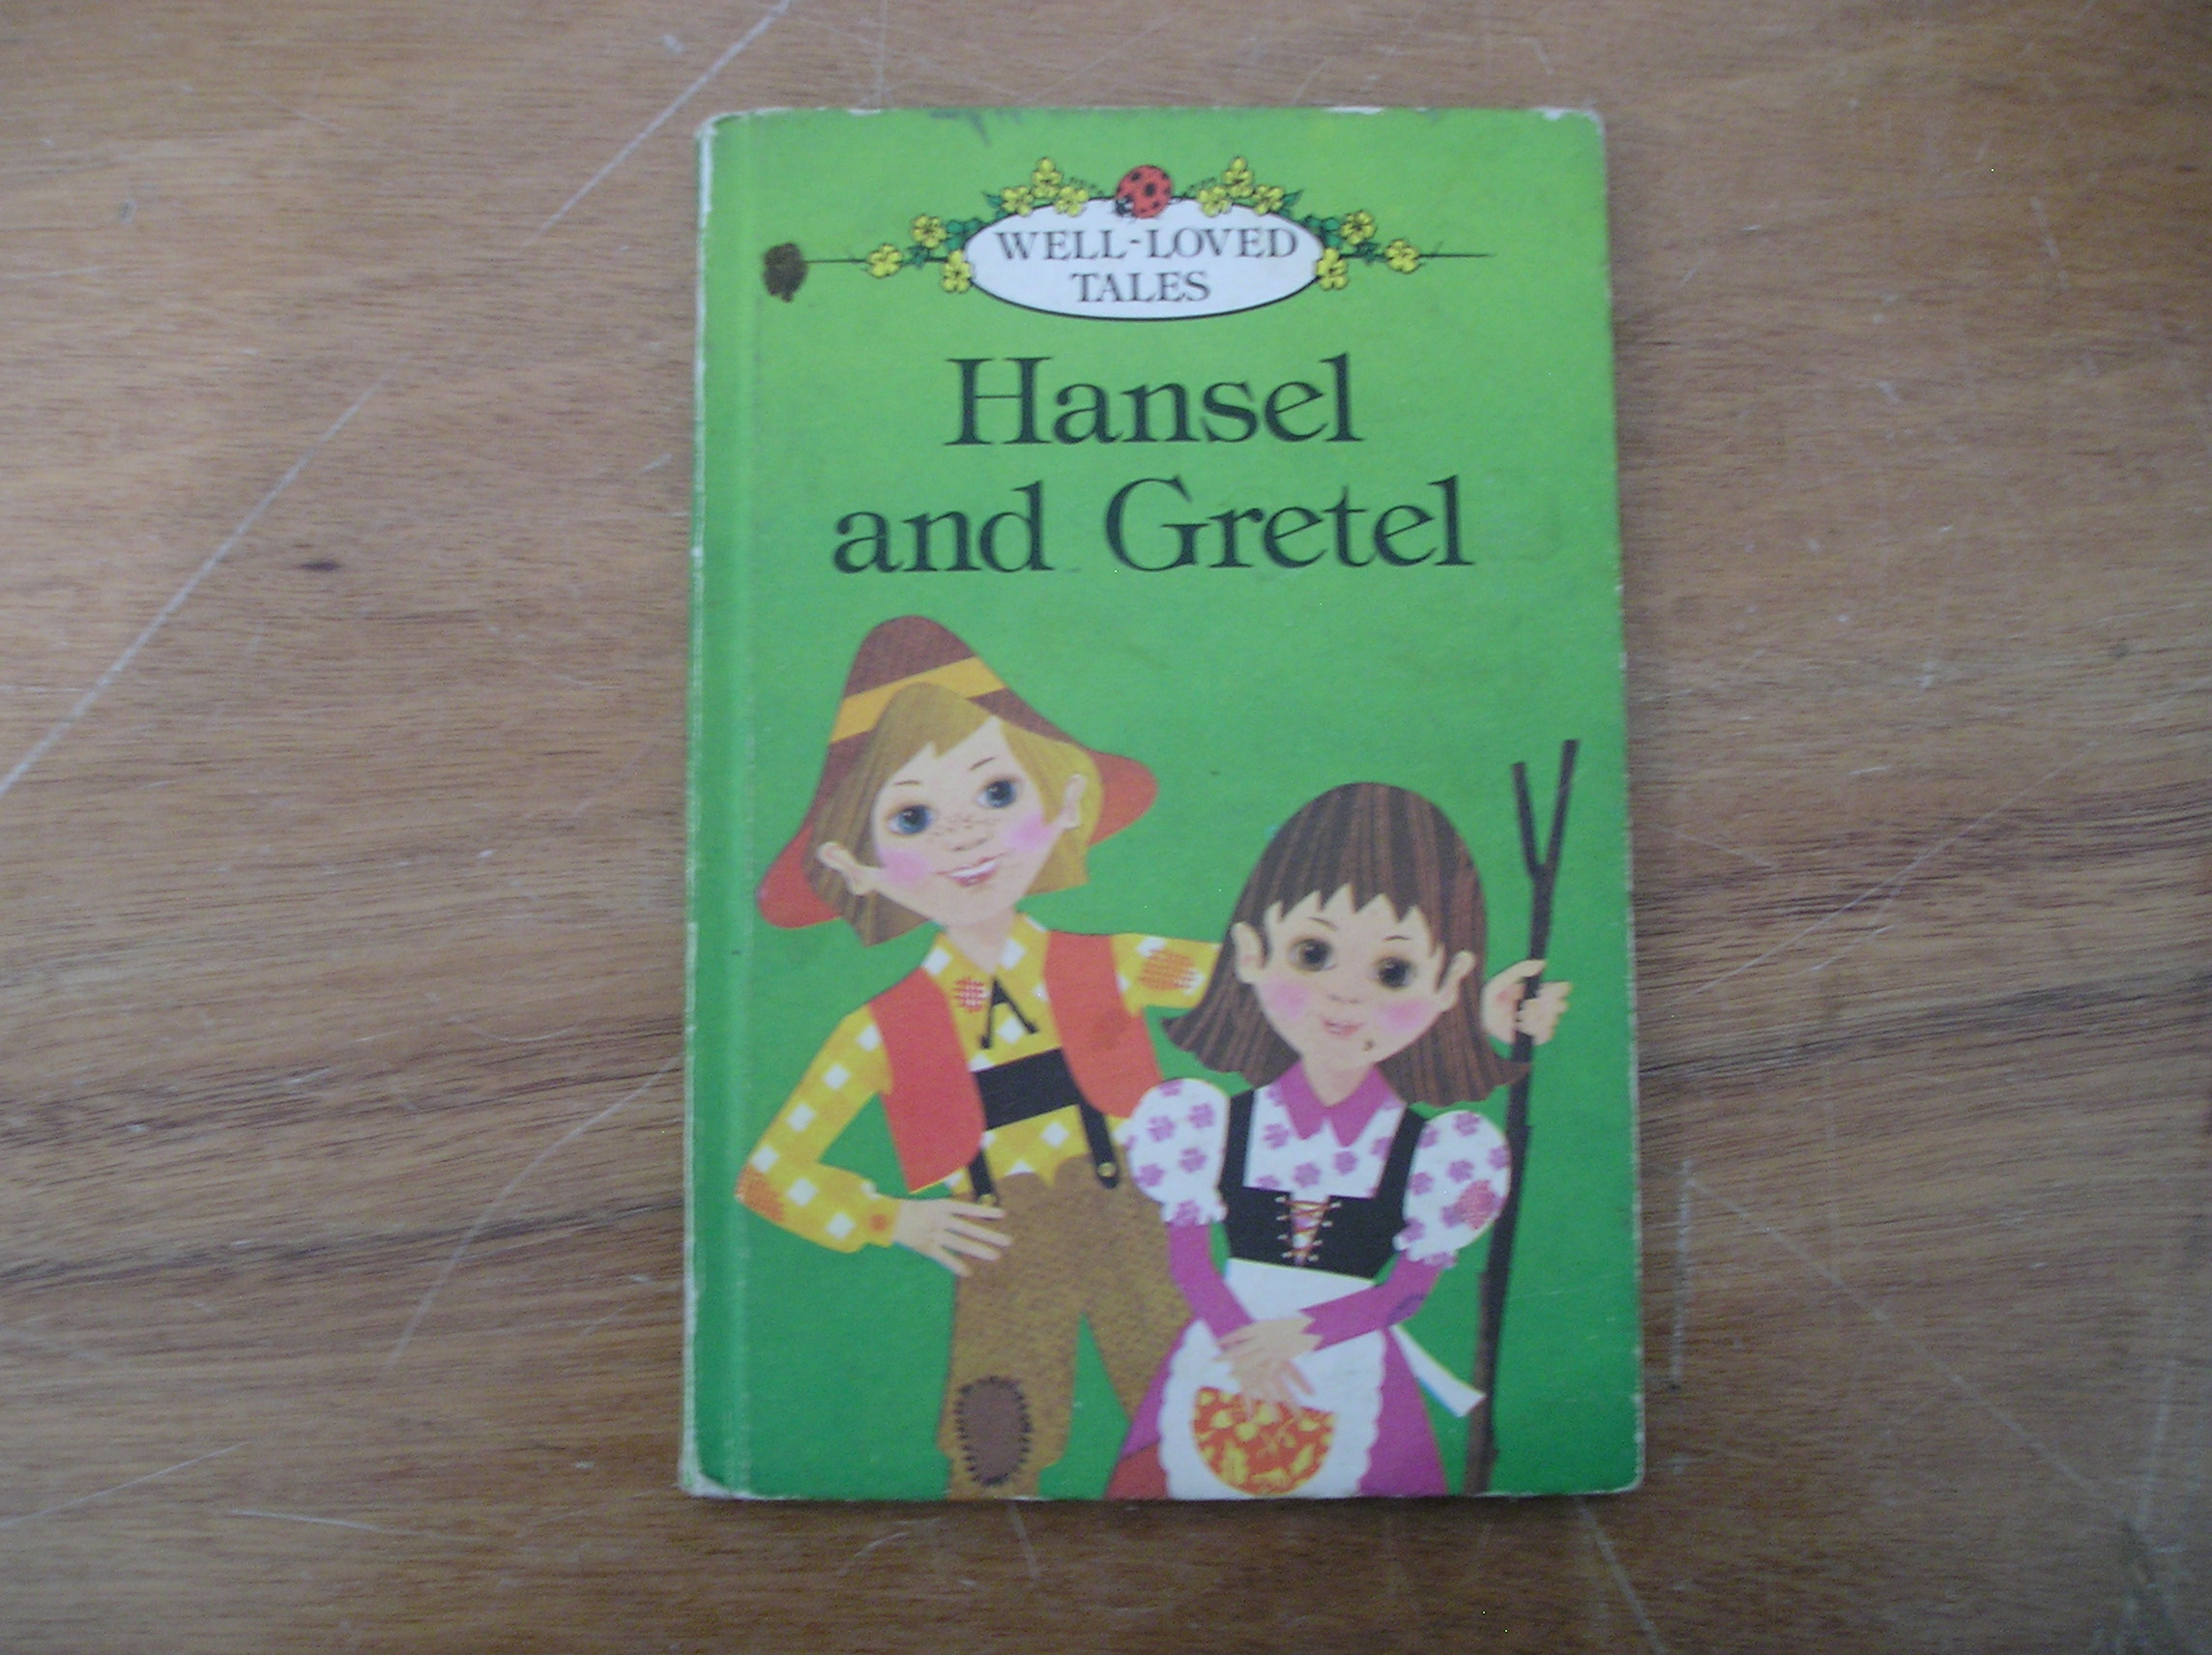 WELL-LOVED
TALES
Hansel
and Gretel